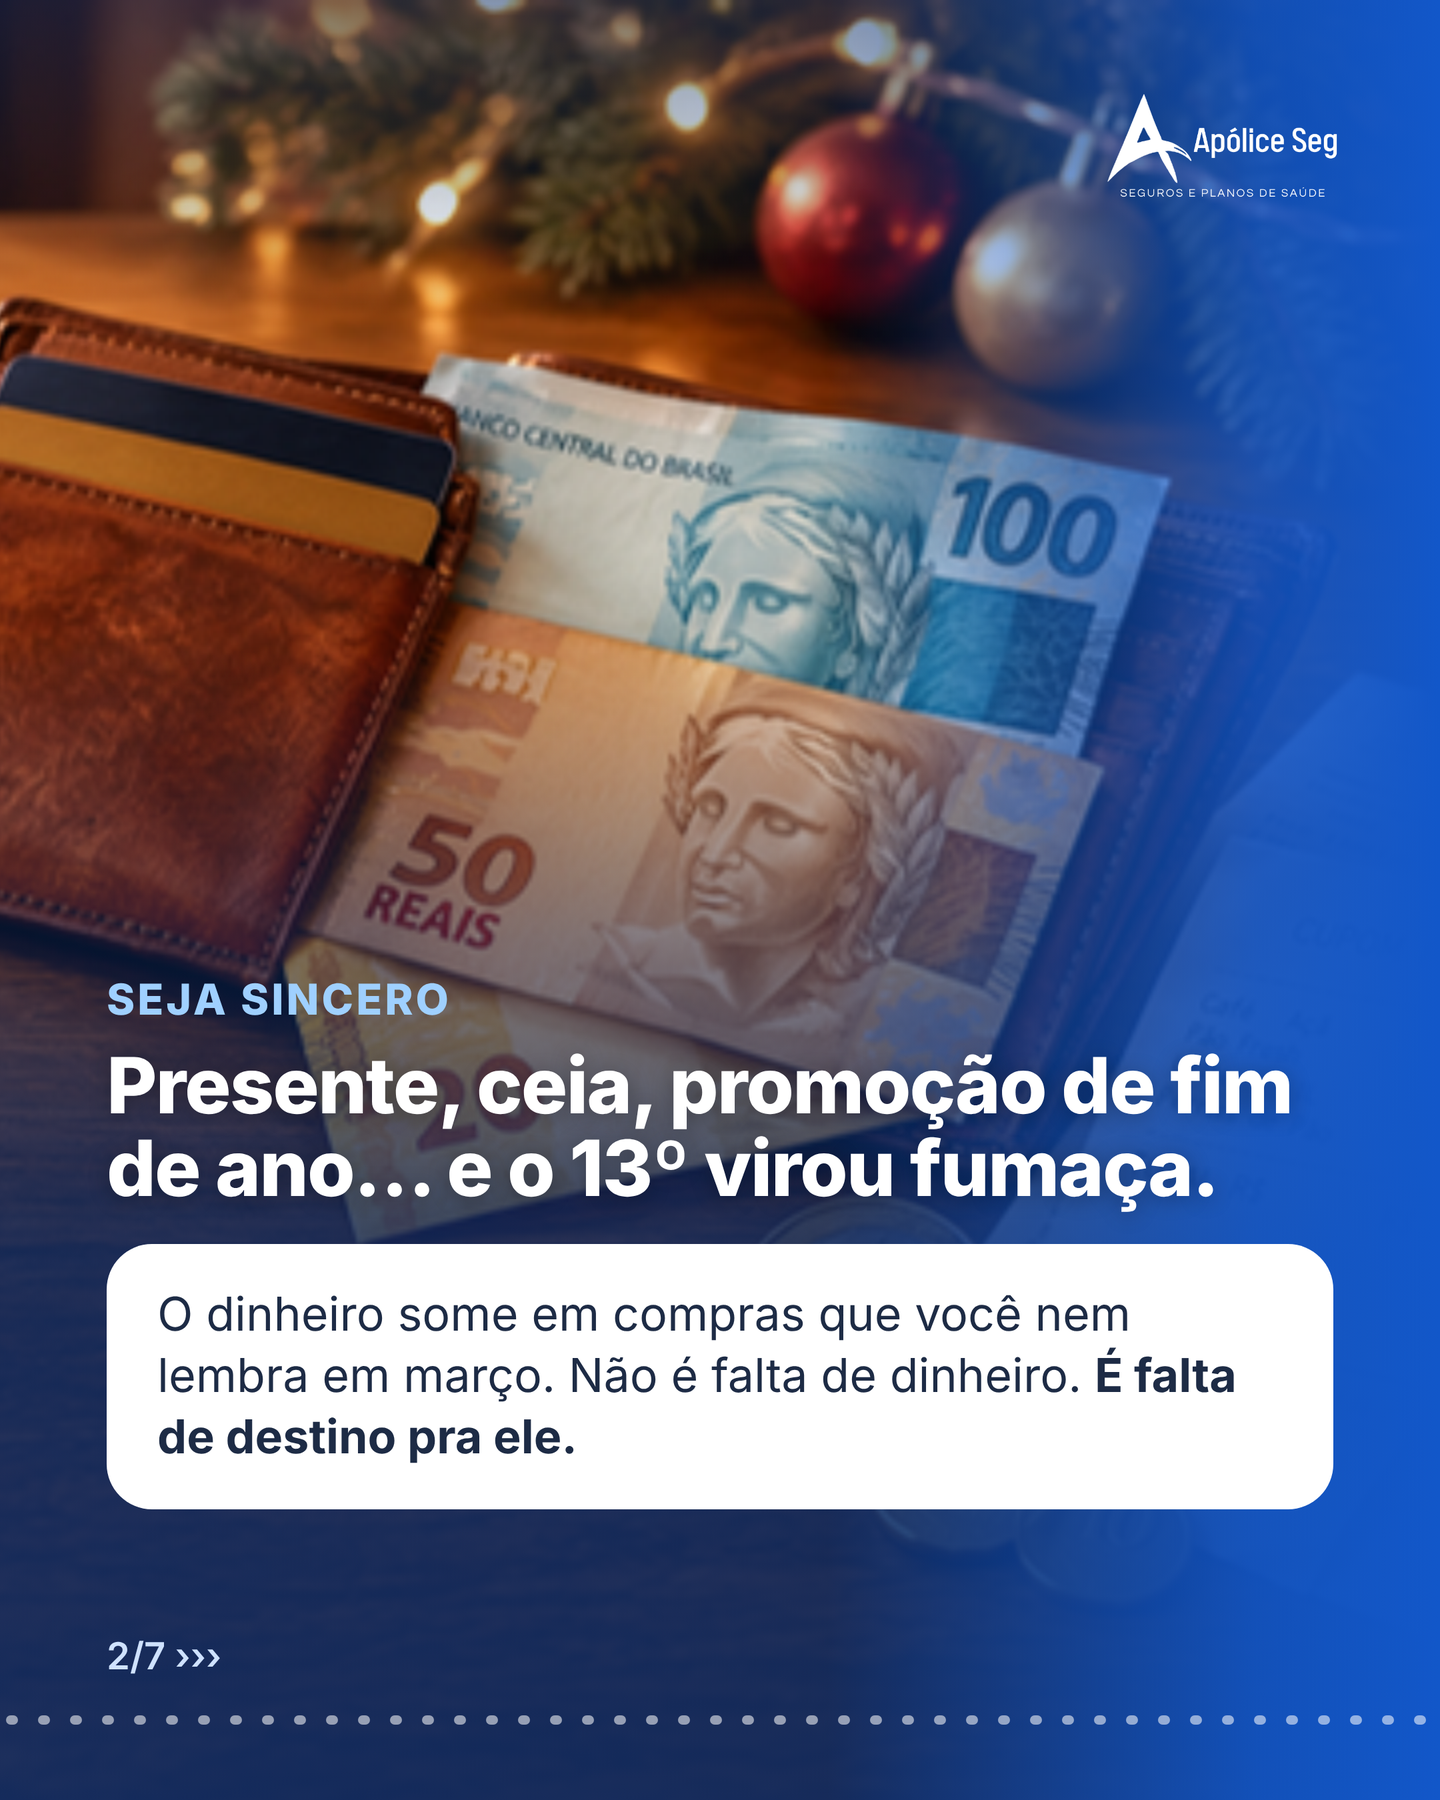 Apólice Seg
SEGUROS E PLANOS DE SAÚDE
BANCO CENTRAL DO BRASIL
100
50
REAIS
20
SEJA SINCERO
Presente, ceia, promoção de fim
de ano... e o 13º virou fumaça.
O dinheiro some em compras que você nem
lembra em março. Não é falta de dinheiro. É falta
de destino pra ele.
2/7 ›››